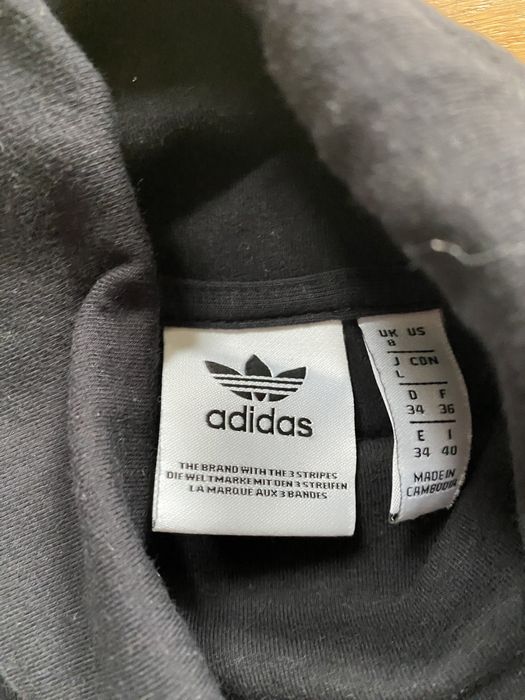 adidas
THE BRAND WITH THE 3 STRIPES
DIE WELTMARKE MIT DEN 3 STREIFEN
LA MARQUE AUX 3 BANDES
UK US
8
J CDN
L
D F
34 36
E I
34 40
MADE IN
CAMBODIA